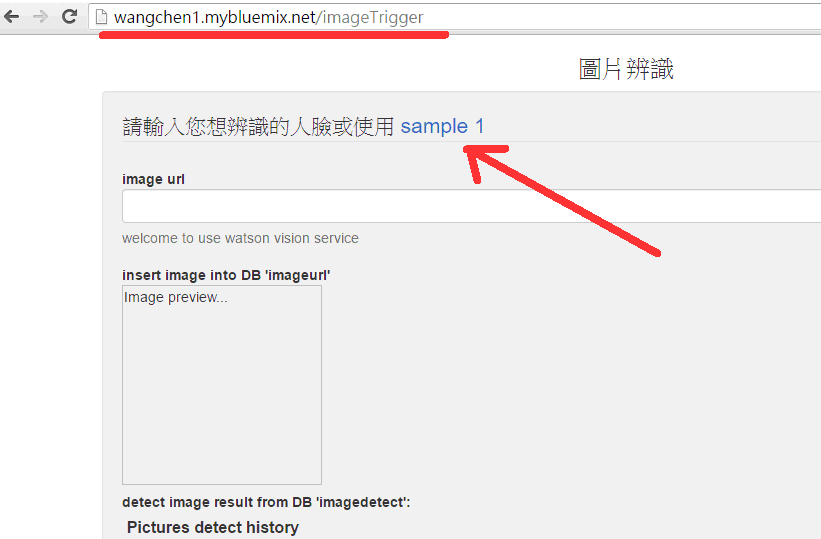 wangchen1.mybluemix.net/imageTrigger
圖片辨識
請輸入您想辨識的人臉或使用 sample 1
image url
welcome to use watson vision service
insert image into DB 'imageurl'
Image preview...
detect image result from DB 'imagedetect':
Pictures detect history